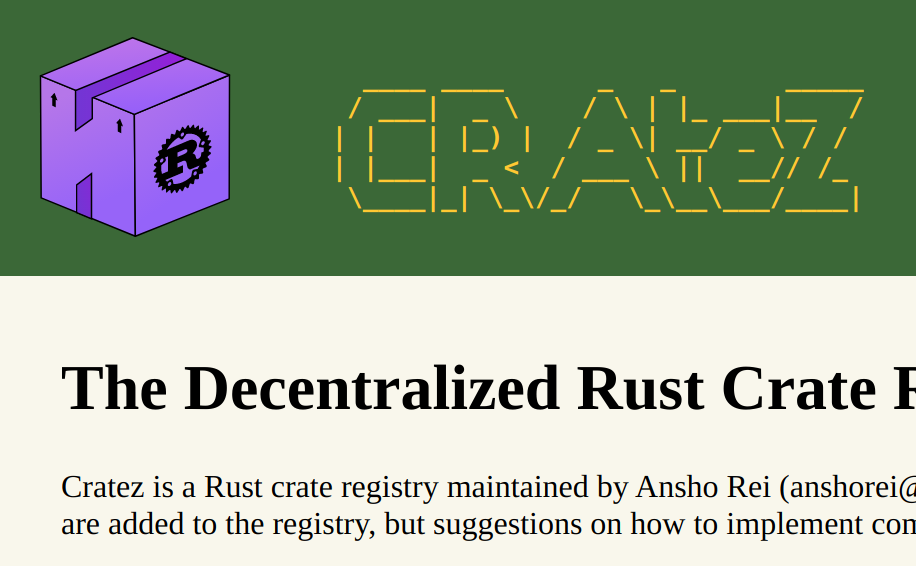 CRAteZ
The Decentralized Rust Crate
Cratez is a Rust crate registry maintained by Ansho Rei (anshorei@
are added to the registry, but suggestions on how to implement